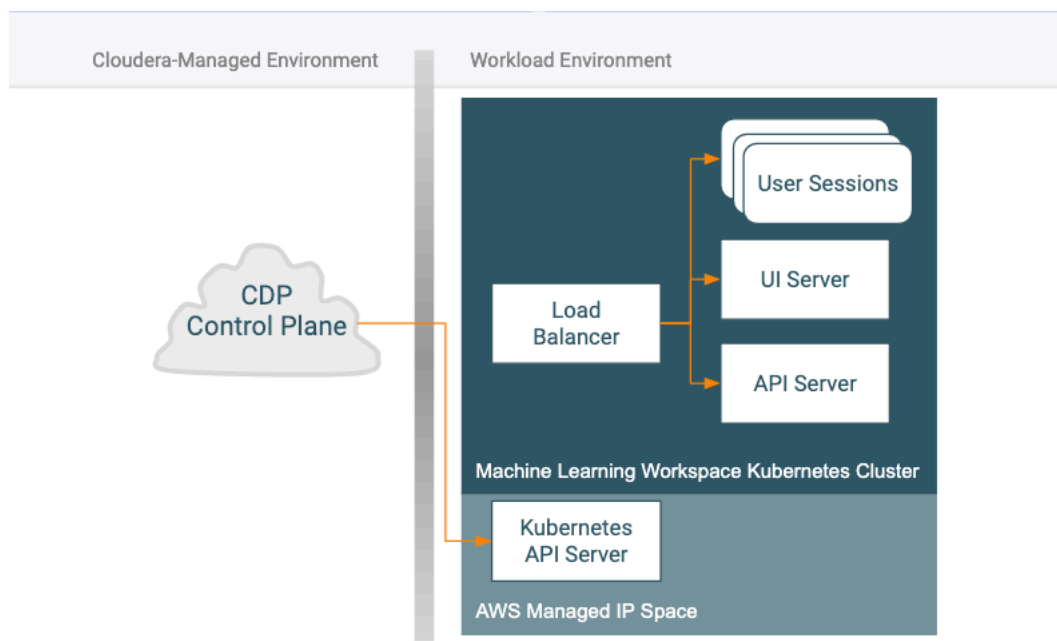 Cloudera-Managed Environment
Workload Environment
User Sessions
UI Server
CDP
Control Plane
Load
Balancer
API Server
Machine Learning Workspace Kubernetes Cluster
Kubernetes
API Server
AWS Managed IP Space